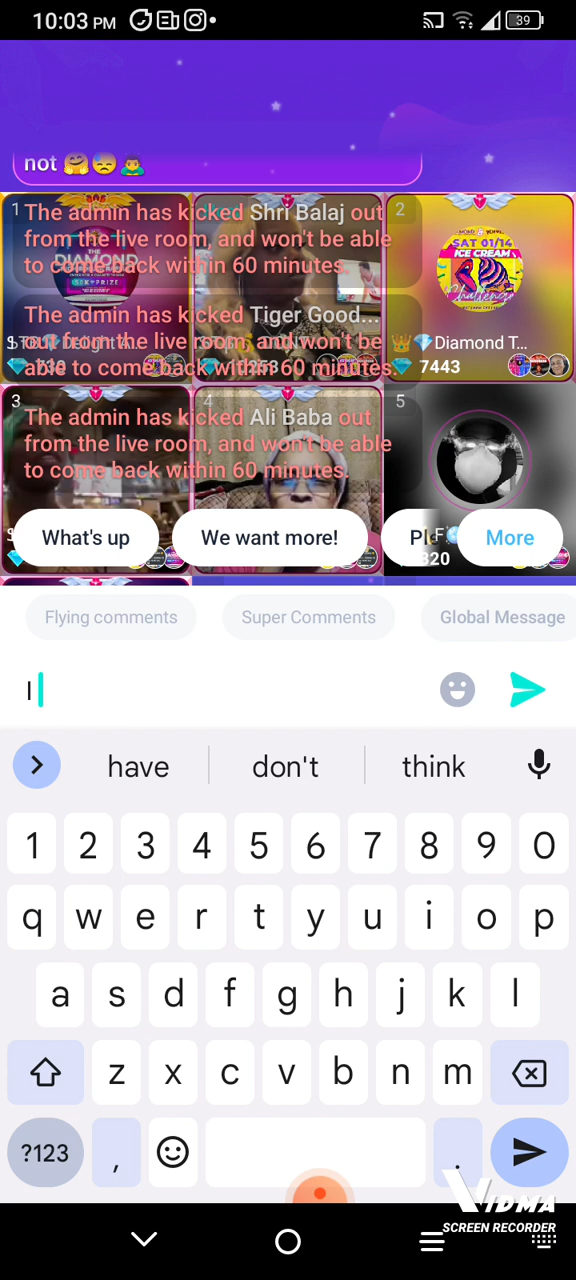 10:03 PM
39
not 🤗😓🙇‍♂️
1
The admin has kicked Shri Balaj out
from the live room, and won't be able
to come back within 60 minutes.
THE
DIAMOND
10K PRIZE
2
SAT 01/14
ICE CREAM
Challenge
👑💎Diamond T...
7443
The admin has kicked Tiger Good...
out from the live room, and won't be
able to come back within 60 minutes.
3
4
5
The admin has kicked Ali Baba out
from the live room, and won't be able
to come back within 60 minutes.
What's up
We want more!
More
320
Flying comments
Super Comments
Global Message
I
have
don't
think
1 2 3 4 5 6 7 8 9 0
q w e r t y u i o p
a s d f g h j k l
z x c v b n m
?123 , .
VIDMA
SCREEN RECORDER